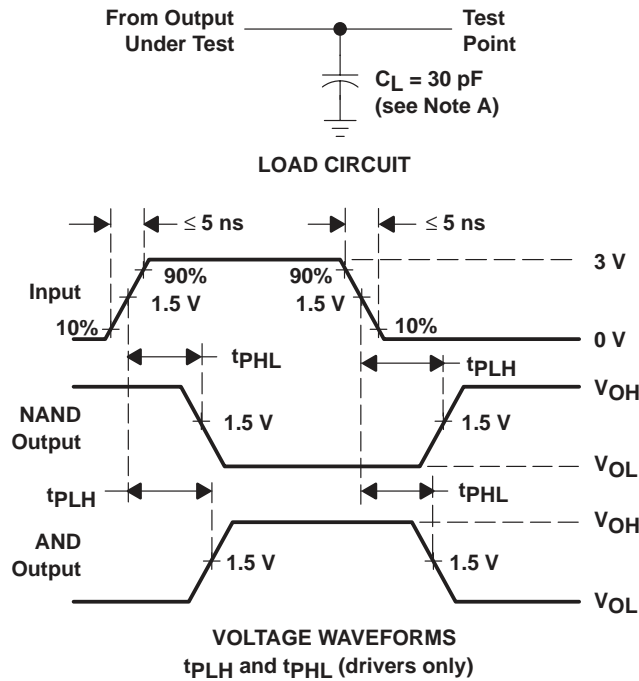 From Output
Under Test
Test
Point
CL = 30 pF
(see Note A)
LOAD CIRCUIT
≤ 5 ns
≤ 5 ns
3 V
90%
90%
Input
1.5 V
1.5 V
10%
10%
0 V
tPHL
tPLH
VOH
NAND
Output
1.5 V
1.5 V
VOL
tPLH
tPHL
VOH
AND
Output
1.5 V
1.5 V
VOL
VOLTAGE WAVEFORMS
tPLH and tPHL (drivers only)